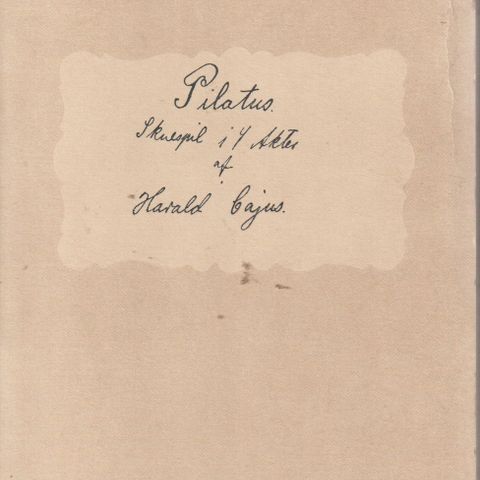 Pilatus.
Skuespil i 4 Akter
af
Harald Cajus.